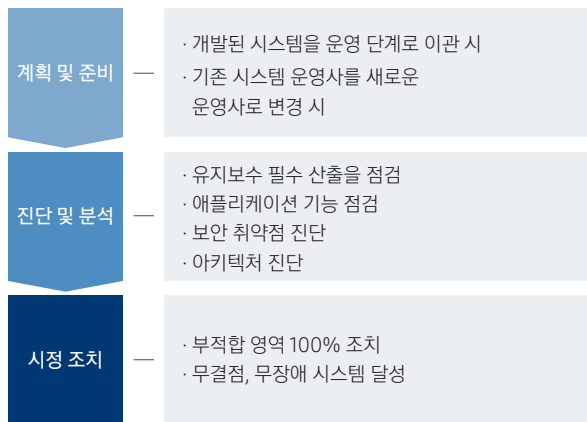 계획 및 준비
· 개발된 시스템을 운영 단계로 이관 시
· 기존 시스템 운영사를 새로운
운영사로 변경 시
진단 및 분석
· 유지보수 필수 산출을 점검
· 애플리케이션 기능 점검
· 보안 취약점 진단
· 아키텍처 진단
시정 조치
· 부적합 영역 100% 조치
· 무결점, 무장애 시스템 달성